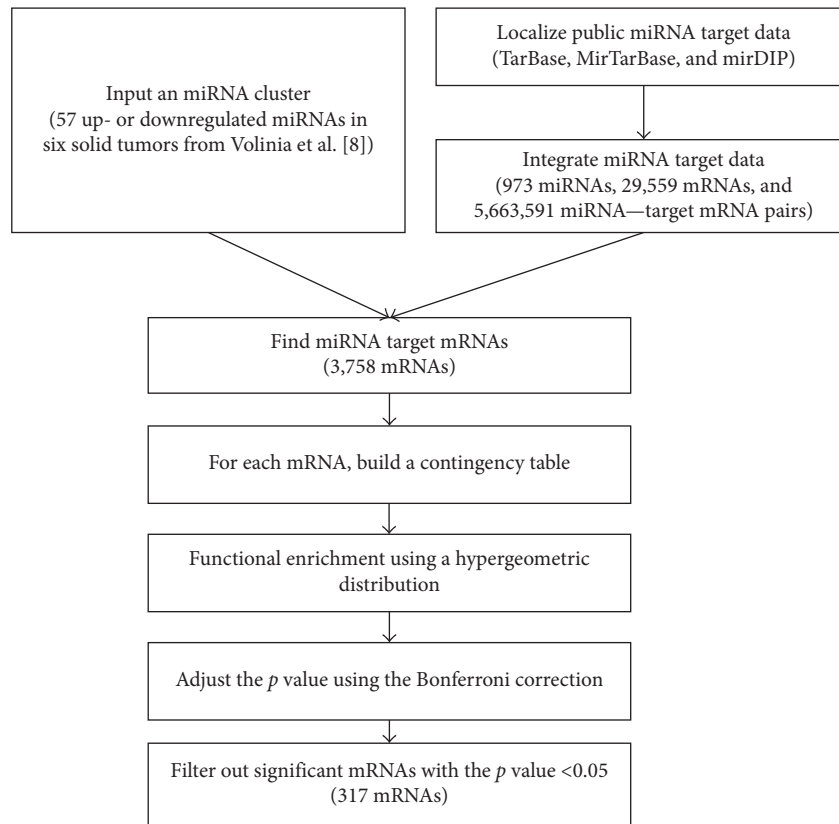 Input an miRNA cluster
(57 up- or downregulated miRNAs in
six solid tumors from Volinia et al. [8])
Localize public miRNA target data
(TarBase, MirTarBase, and mirDIP)
Integrate miRNA target data
(973 miRNAs, 29,559 mRNAs, and
5,663,591 miRNA—target mRNA pairs)
Find miRNA target mRNAs
(3,758 mRNAs)
For each mRNA, build a contingency table
Functional enrichment using a hypergeometric
distribution
Adjust the p value using the Bonferroni correction
Filter out significant mRNAs with the p value <0.05
(317 mRNAs)